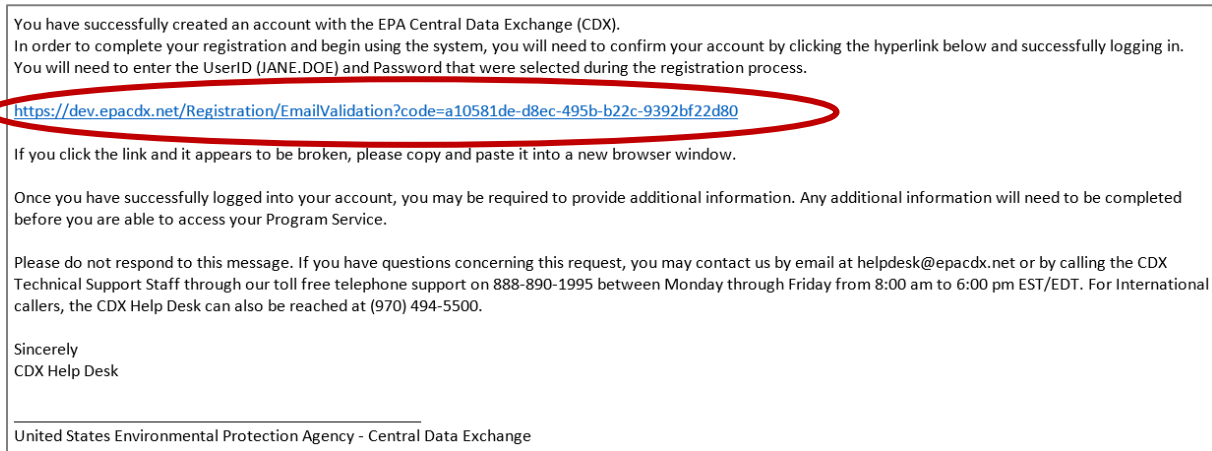 You have successfully created an account with the EPA Central Data Exchange (CDX).
In order to complete your registration and begin using the system, you will need to confirm your account by clicking the hyperlink below and successfully logging in.
You will need to enter the UserID (JANE.DOE) and Password that were selected during the registration process.
https://dev.epacdx.net/Registration/EmailValidation?code=a10581de-d8ec-495b-b22c-9392bf22d80
If you click the link and it appears to be broken, please copy and paste it into a new browser window.
Once you have successfully logged into your account, you may be required to provide additional information. Any additional information will need to be completed
before you are able to access your Program Service.
Please do not respond to this message. If you have questions concerning this request, you may contact us by email at helpdesk@epacdx.net or by calling the CDX
Technical Support Staff through our toll free telephone support on 888-890-1995 between Monday through Friday from 8:00 am to 6:00 pm EST/EDT. For International
callers, the CDX Help Desk can also be reached at (970) 494-5500.
Sincerely
CDX Help Desk
United States Environmental Protection Agency - Central Data Exchange